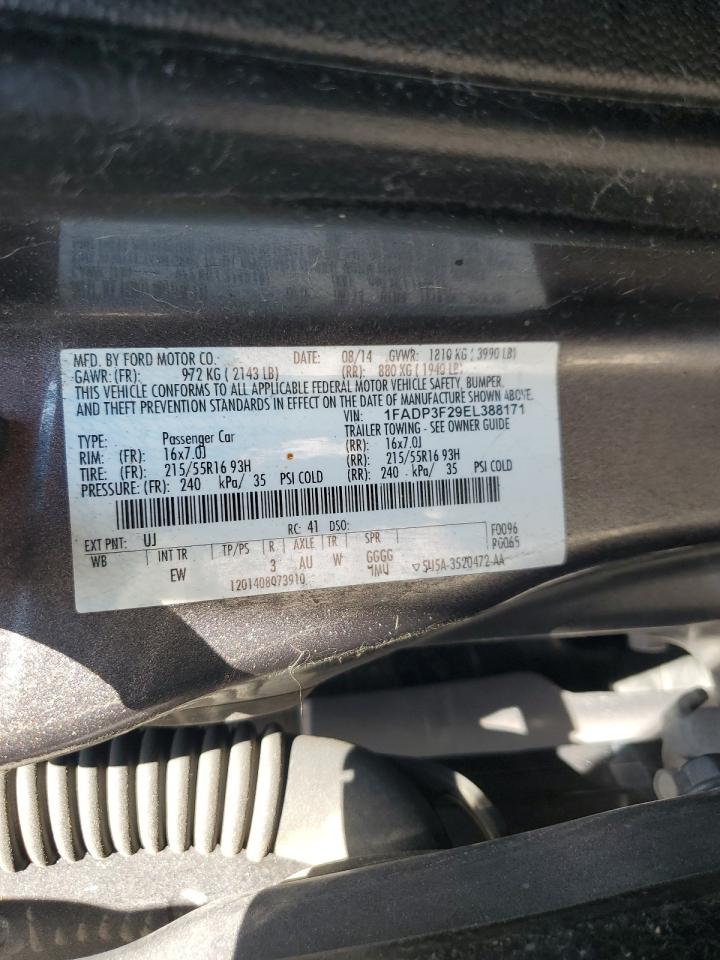 MFD. BY FORD MOTOR CO. DATE: 08/14 GVWR: 1810 KG ( 3990 LB)
GAWR: (FR): 972 KG ( 2143 LB) (RR): 880 KG ( 1940 LB)
THIS VEHICLE CONFORMS TO ALL APPLICABLE FEDERAL MOTOR VEHICLE SAFETY, BUMPER,
AND THEFT PREVENTION STANDARDS IN EFFECT ON THE DATE OF MANUFACTURE SHOWN ABOVE.
VIN: 1FADP3F29EL388171
TYPE: Passenger Car TRAILER TOWING - SEE OWNER GUIDE
RIM: (FR): 16x7.0J (RR): 16x7.0J
TIRE: (FR): 215/55R16 93H (RR): 215/55R16 93H
PRESSURE: (FR): 240 kPa/ 35 PSI COLD (RR): 240 kPa/ 35 PSI COLD
EXT PNT: UJ RC: 41 DSO: F0096
WB INT TR TP/PS R AXLE TR SPR R0065
EW 3 AU W GGGG
1201408073910 5U5A-3520472-AA